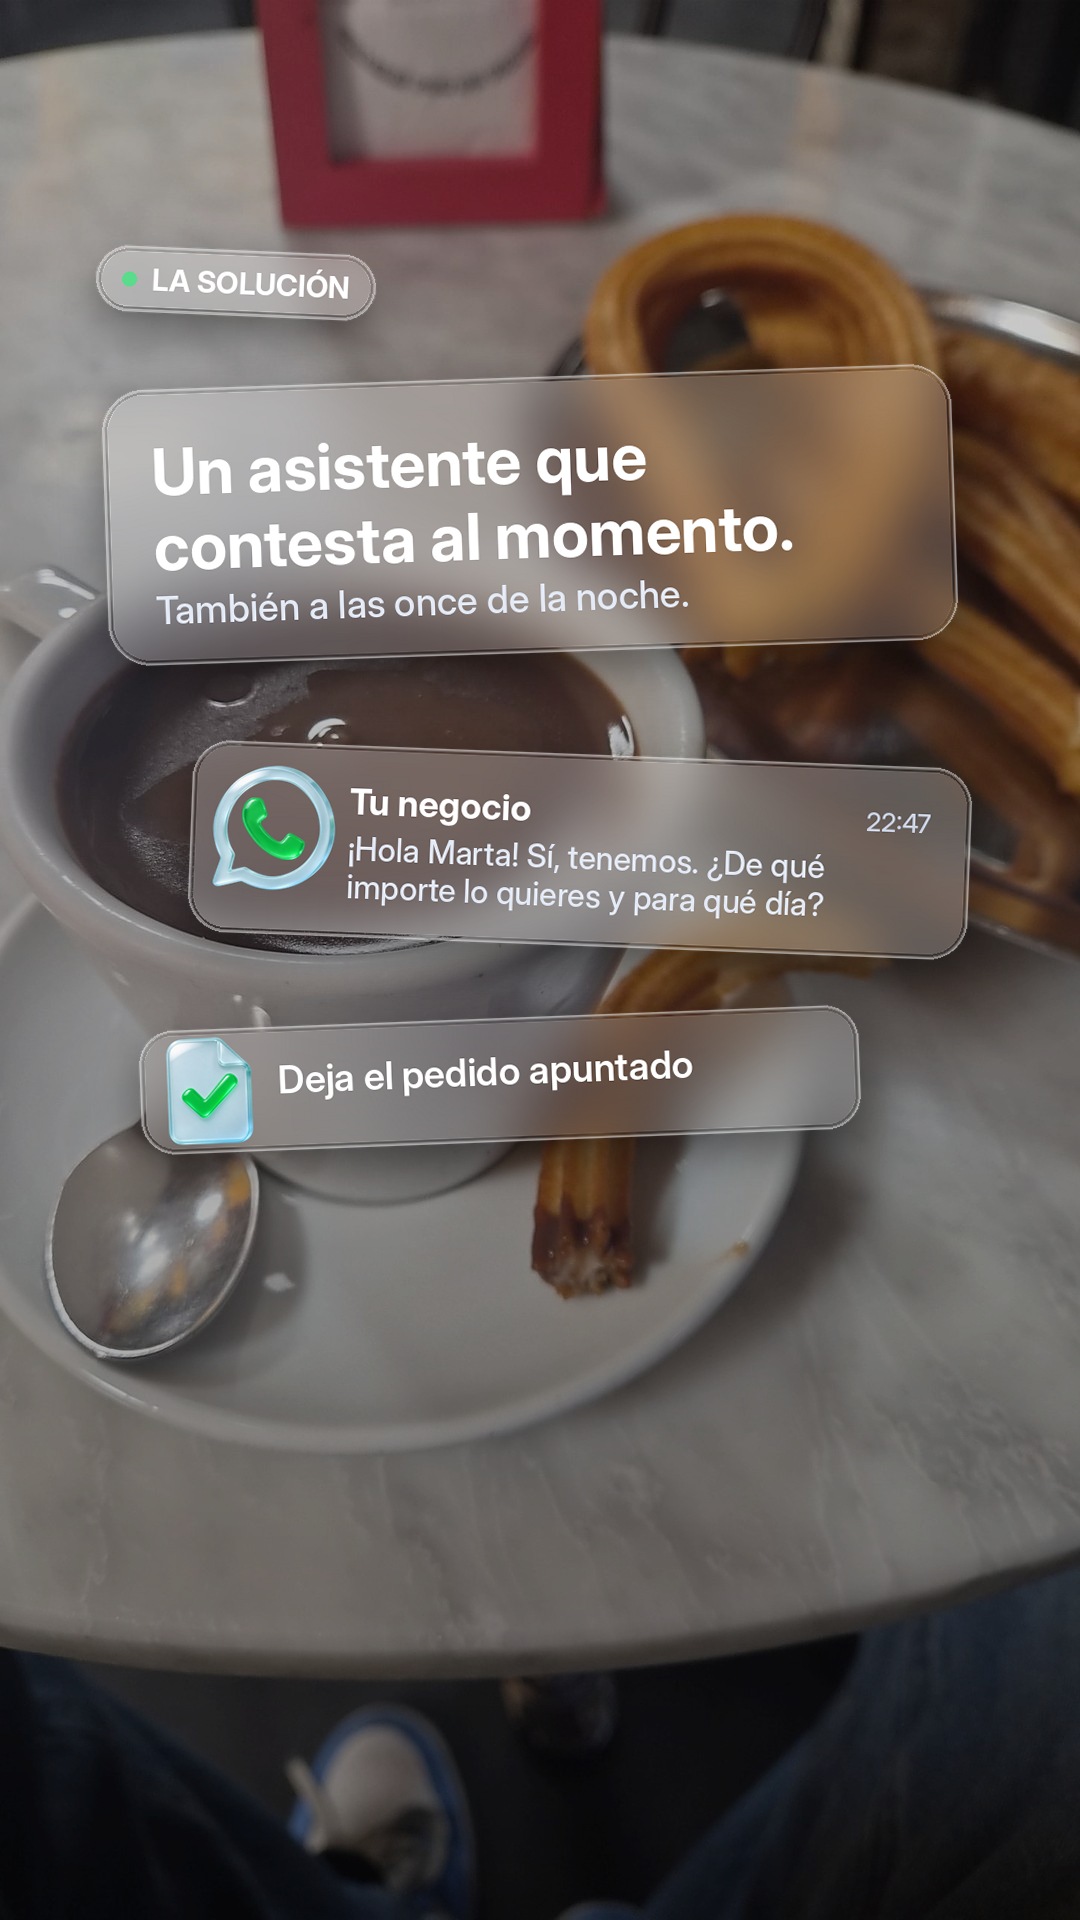 LA SOLUCIÓN
Un asistente que
contesta al momento.
También a las once de la noche.
Tu negocio
22:47
¡Hola Marta! Sí, tenemos. ¿De qué
importe lo quieres y para qué día?
Deja el pedido apuntado